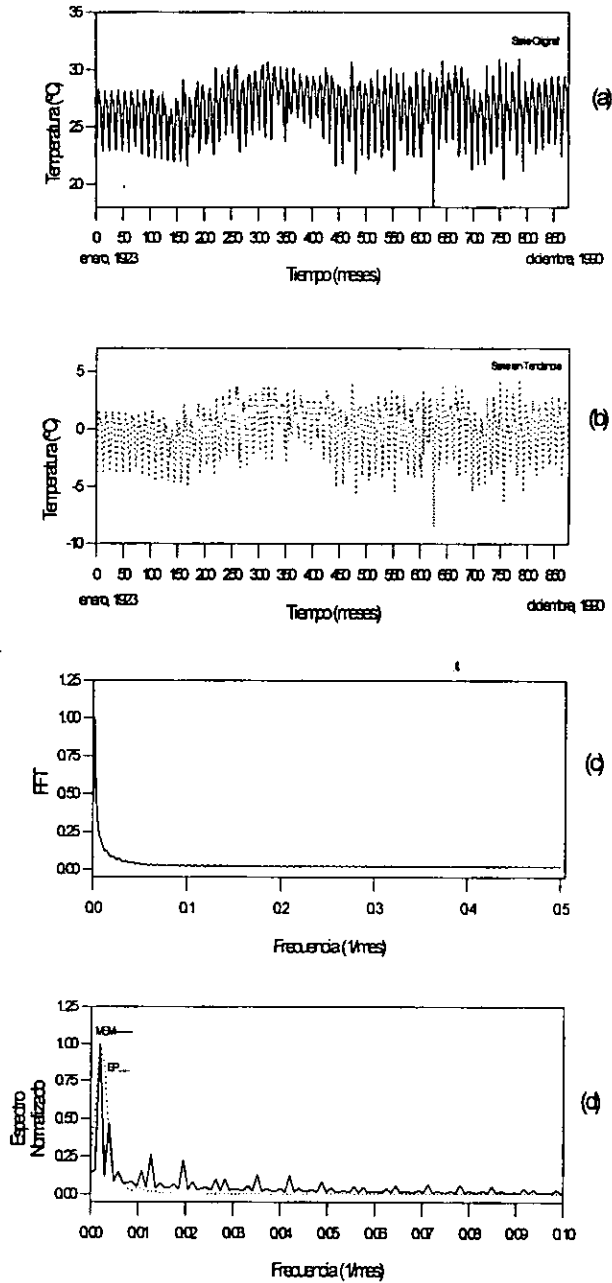 35
Serie Original
30
25
20
Temperatura (ºC)
(a)
0 50 100 150 200 250 300 350 400 450 500 550 600 650 700 750 800 850
enero, 1923
diciembre, 1990
Tiempo (meses)
5
Serie sin Tendencia
0
-5
-10
Temperatura (ºC)
(b)
0 50 100 150 200 250 300 350 400 450 500 550 600 650 700 750 800 850
enero, 1923
diciembre, 1990
Tiempo (meses)
1.25
1.00
0.75
0.50
0.25
0.00
FFT
(c)
0.0 0.1 0.2 0.3 0.4 0.5
Frecuencia (1/mes)
1.25
MEM
1.00
EP....
0.75
0.50
0.25
0.00
Espectro
Normalizado
(d)
0.00 0.01 0.02 0.03 0.04 0.05 0.06 0.07 0.08 0.09 0.10
Frecuencia (1/mes)